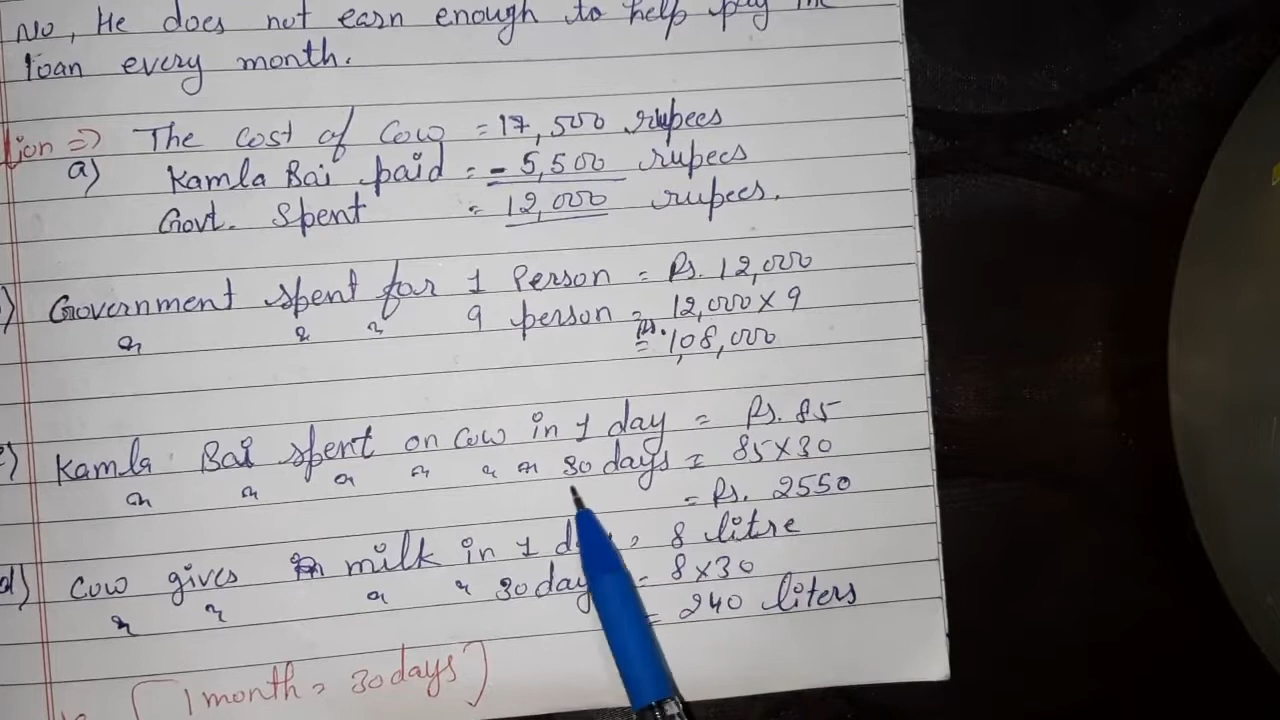 No, He does not earn enough to help pay the
loan every month.
tion => The cost of Cow = 17,500 rupees
a) Kamla Bai paid = - 5,500 rupees
Govt. Spent = 12,000 rupees.
) Government spent for 1 Person = Rs. 12,000
" " " 9 person = 12,000 x 9
= Rs. 108,000
) Kamla Bai spent on Cow in 1 day = Rs. 85
" " " " " " 30 days = 85 x 30
= Rs. 2550
d) Cow gives milk in 1 d = 8 litre
" " " " 30 day = 8 x 30
= 240 liters
[1 month = 30 days]